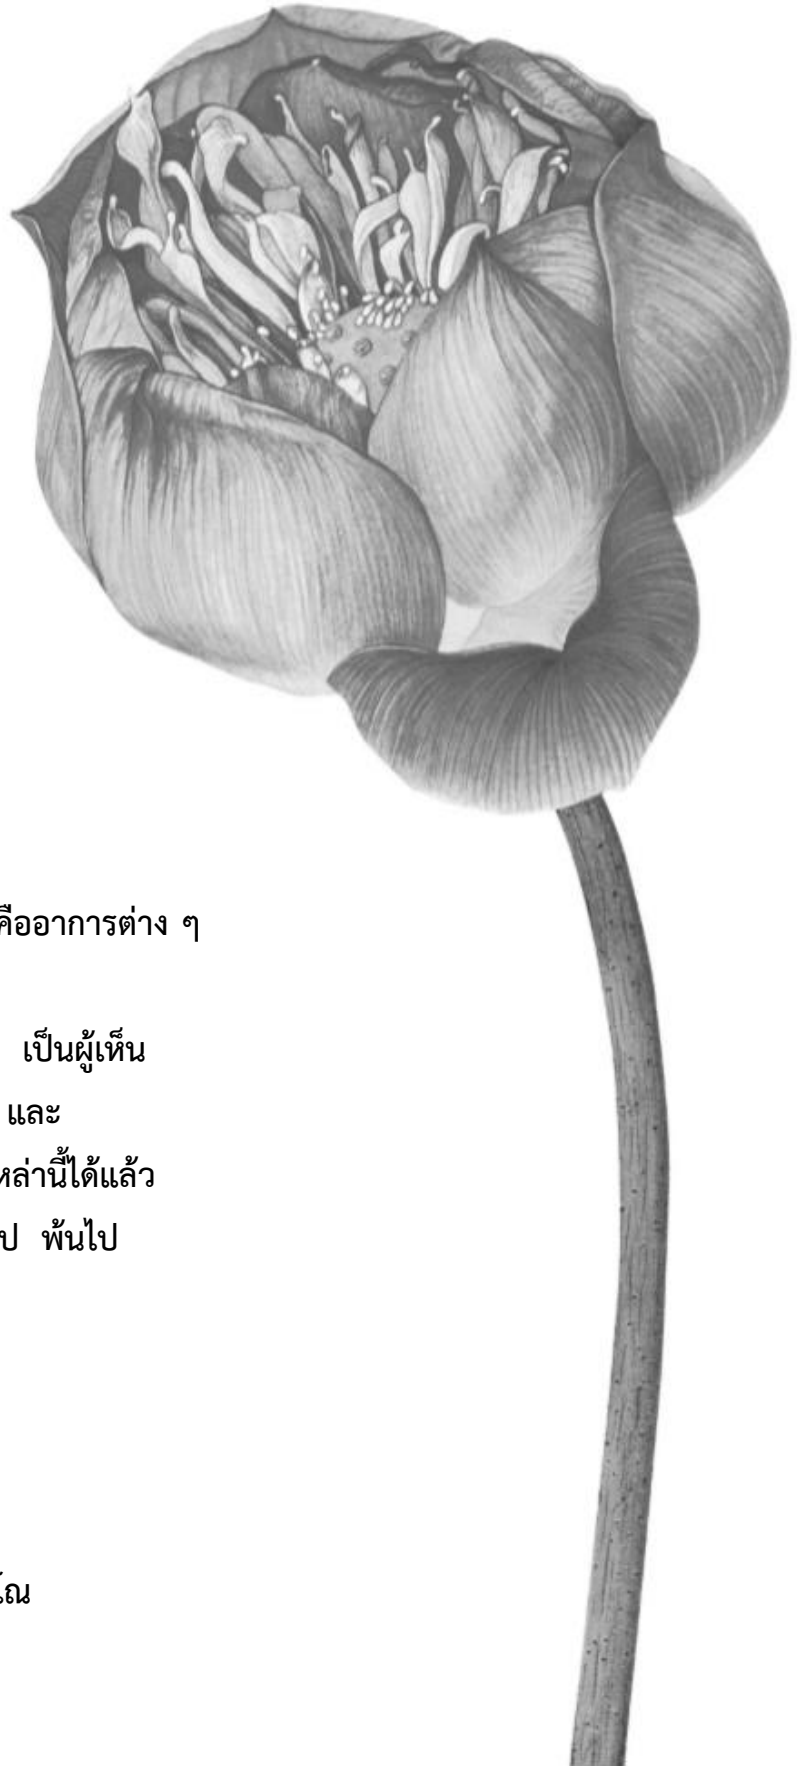 คืออาการต่าง ๆ
เป็นผู้เห็น
และ
หล่านี้ได้แล้ว
ป พ้นไป
โณ